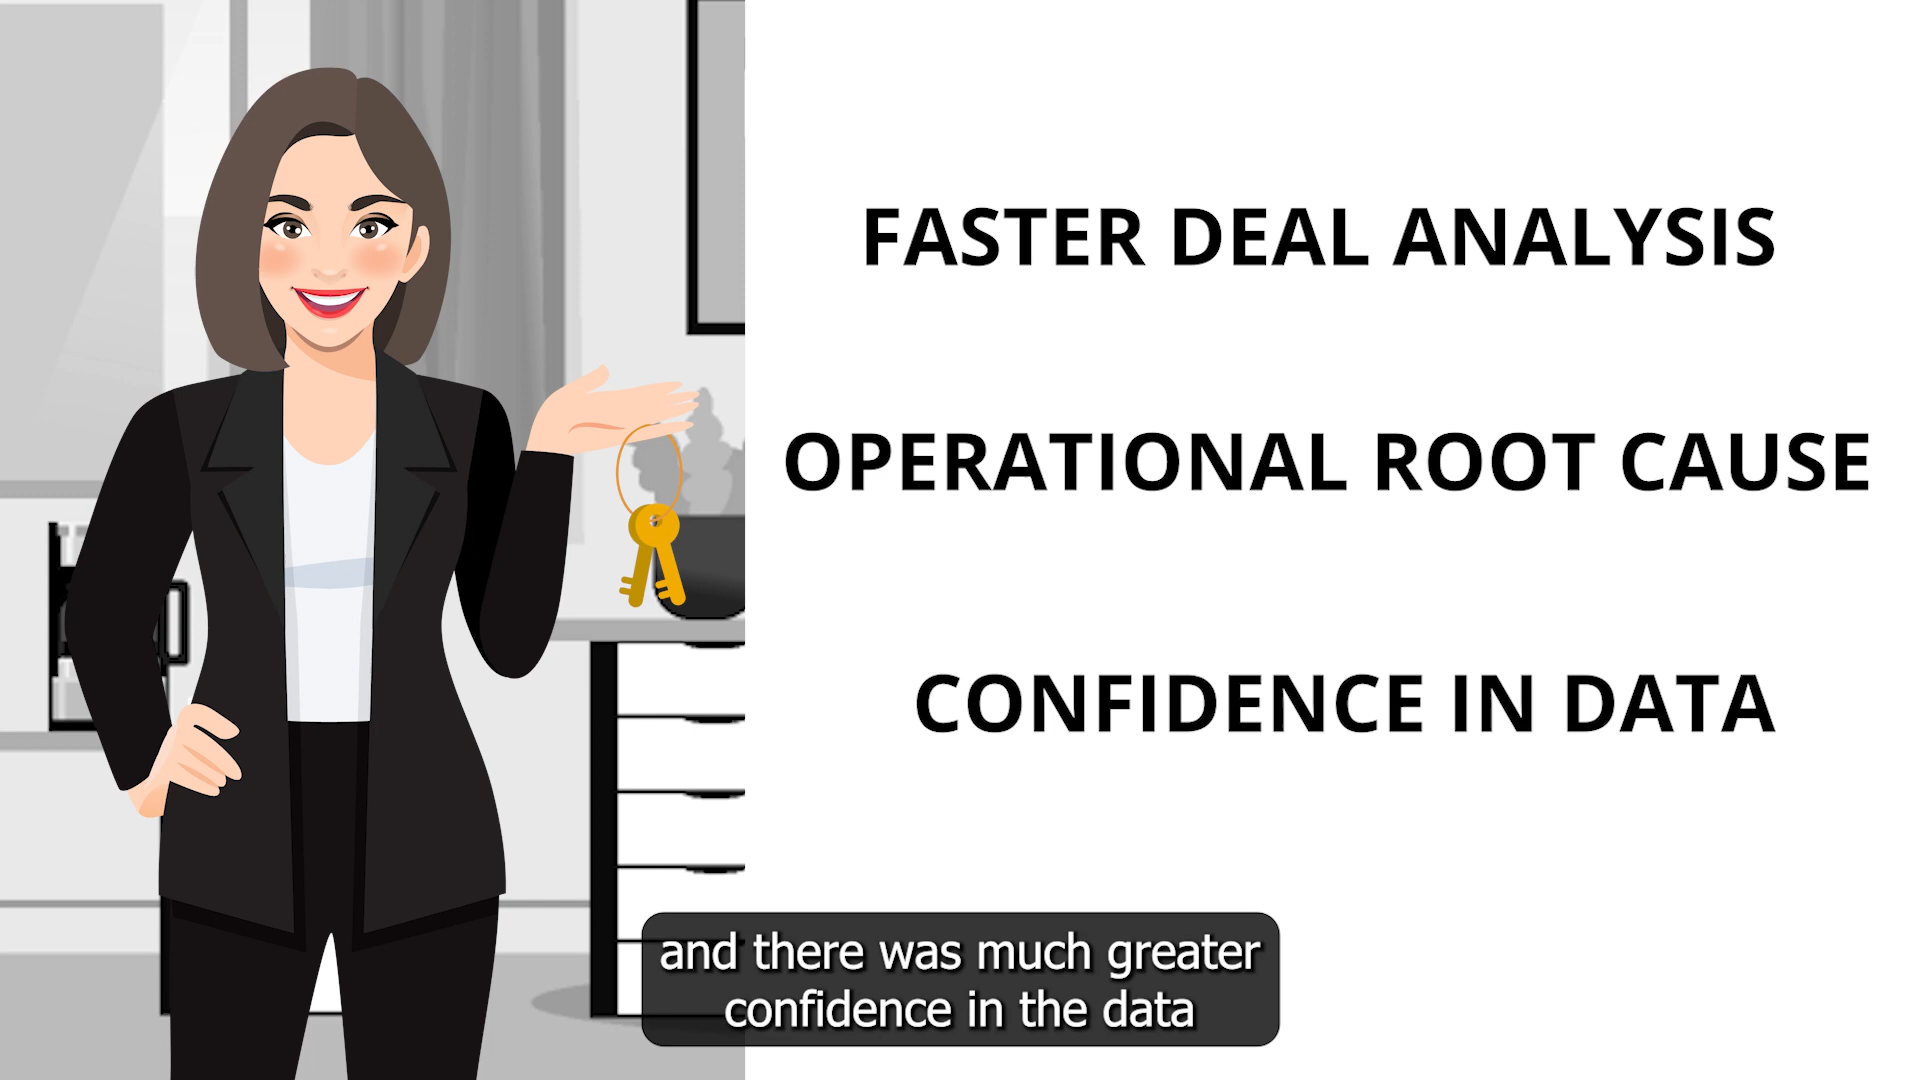 FASTER DEAL ANALYSIS
OPERATIONAL ROOT CAUSE
CONFIDENCE IN DATA
and there was much greater
confidence in the data